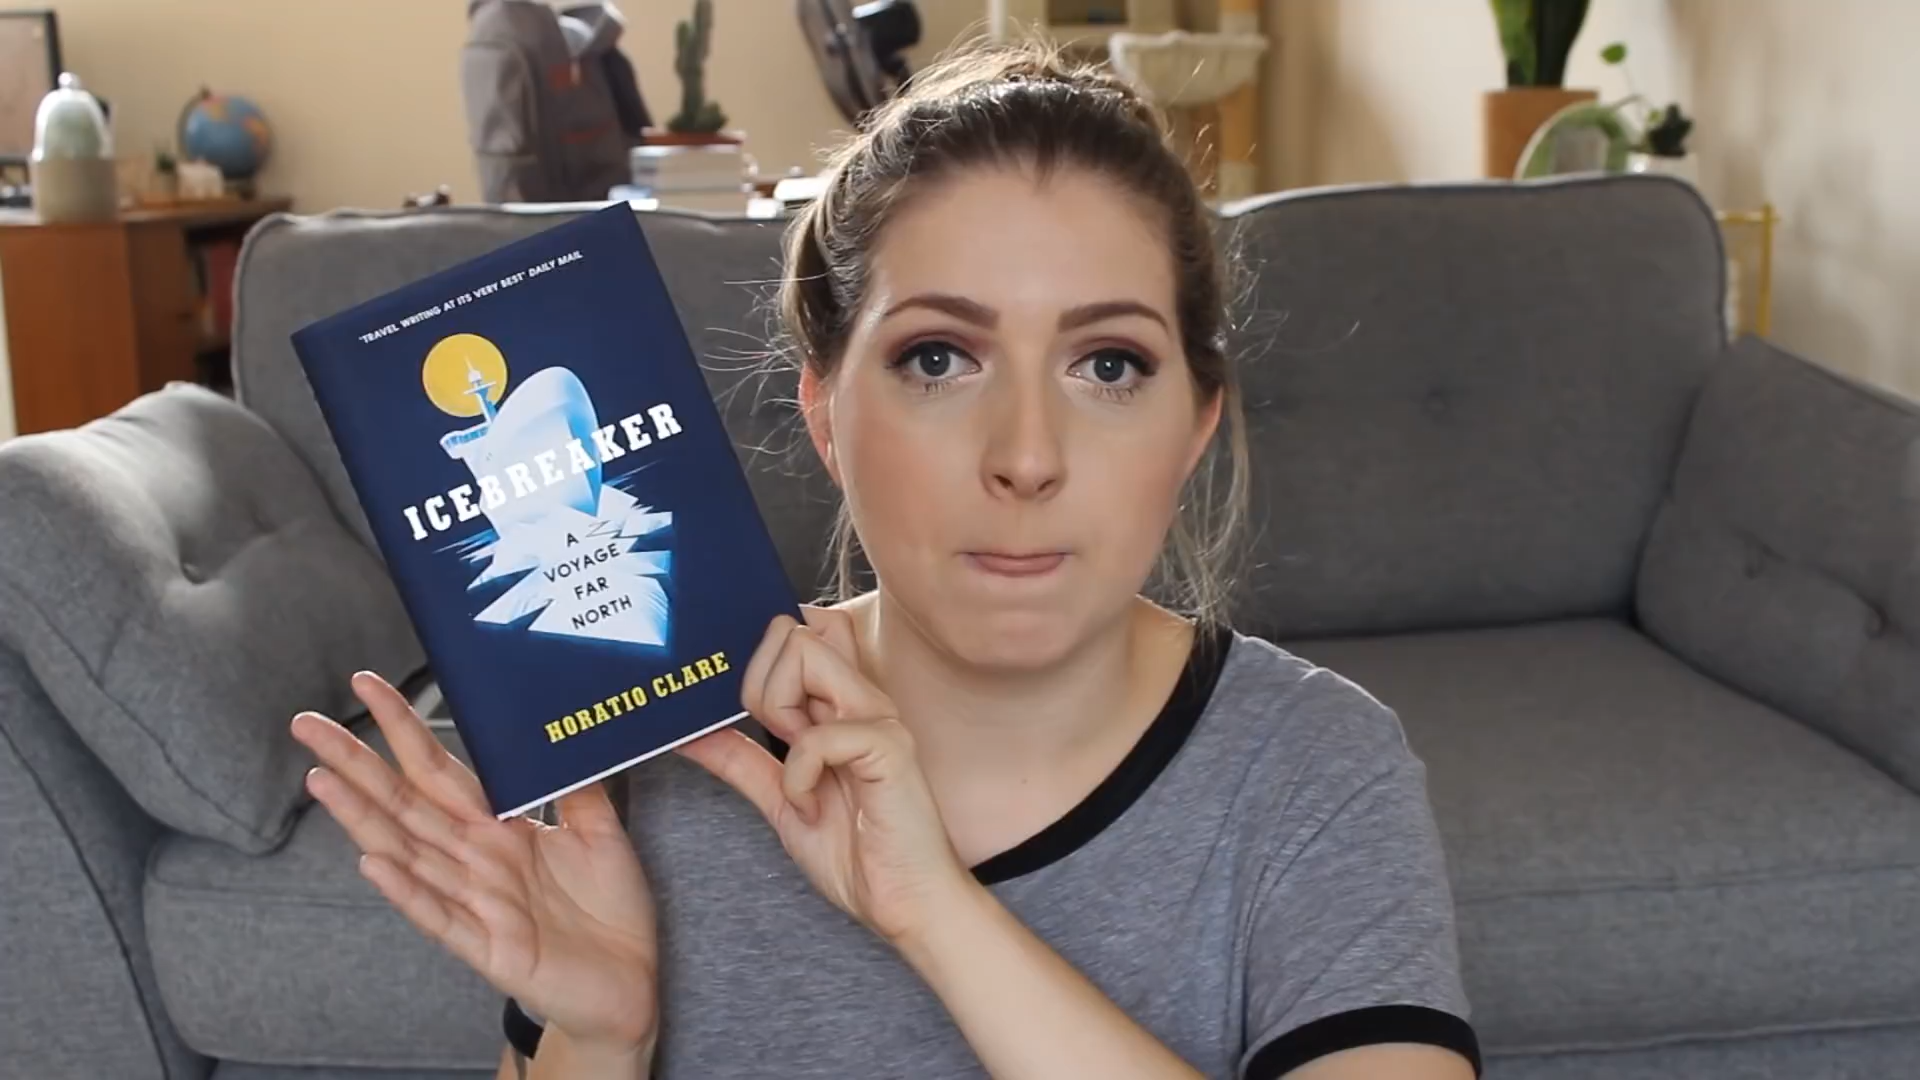 'TRAVEL WRITING AT ITS VERY BEST' DAILY MAIL
ICEBREAKER
A
VOYAGE
FAR
NORTH
HORATIO CLARE